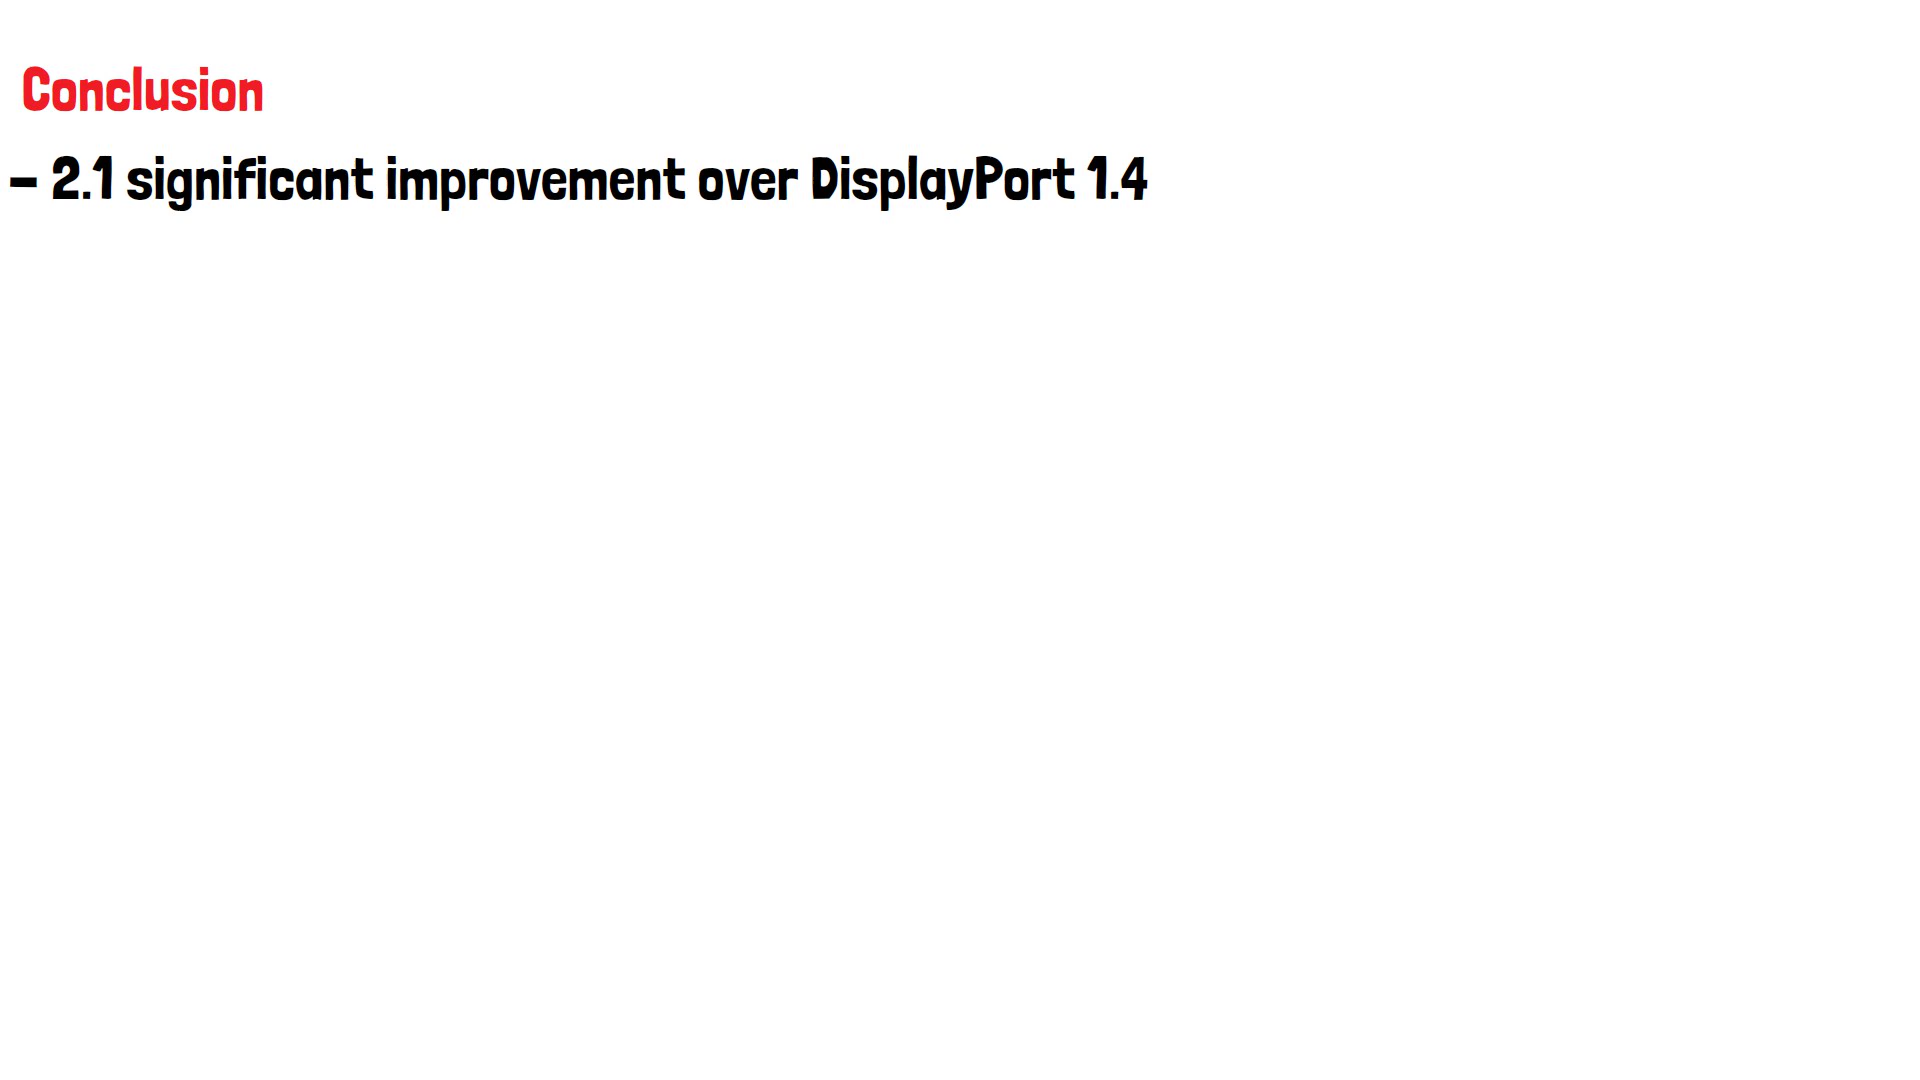 Conclusion
- 2.1 significant improvement over DisplayPort 1.4